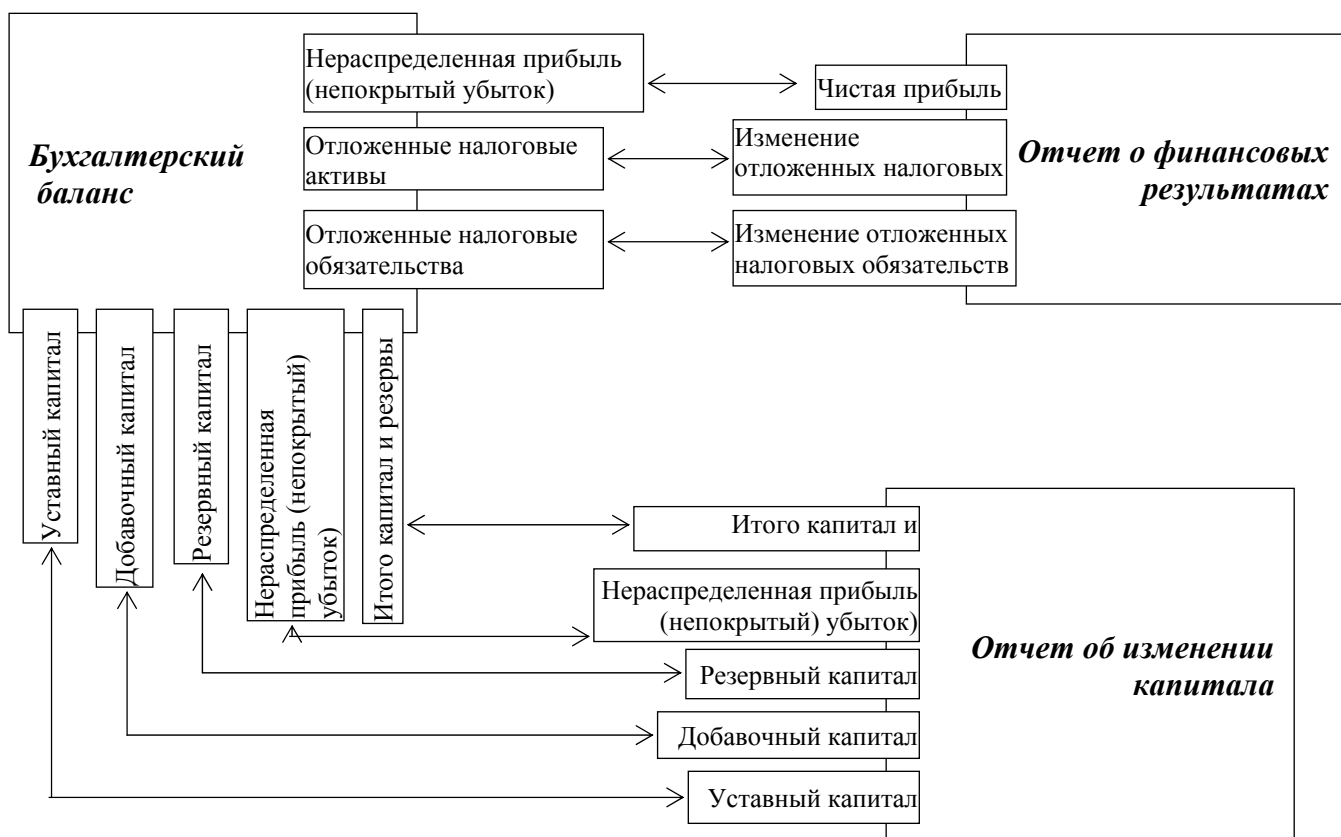 Бухгалтерский
баланс
Нераспределенная прибыль
(непокрытый убыток)
Отложенные налоговые
активы
Отложенные налоговые
обязательства
Чистая прибыль
Изменение
отложенных налоговых
Изменение отложенных
налоговых обязательств
Отчет о финансовых
результатах
Уставный капитал
Добавочный капитал
Резервный капитал
Нераспределенная
прибыль (непокрытый)
убыток)
Итого капитал и резервы
Итого капитал и
Нераспределенная прибыль
(непокрытый) убыток)
Резервный капитал
Добавочный капитал
Уставный капитал
Отчет об изменении
капитала